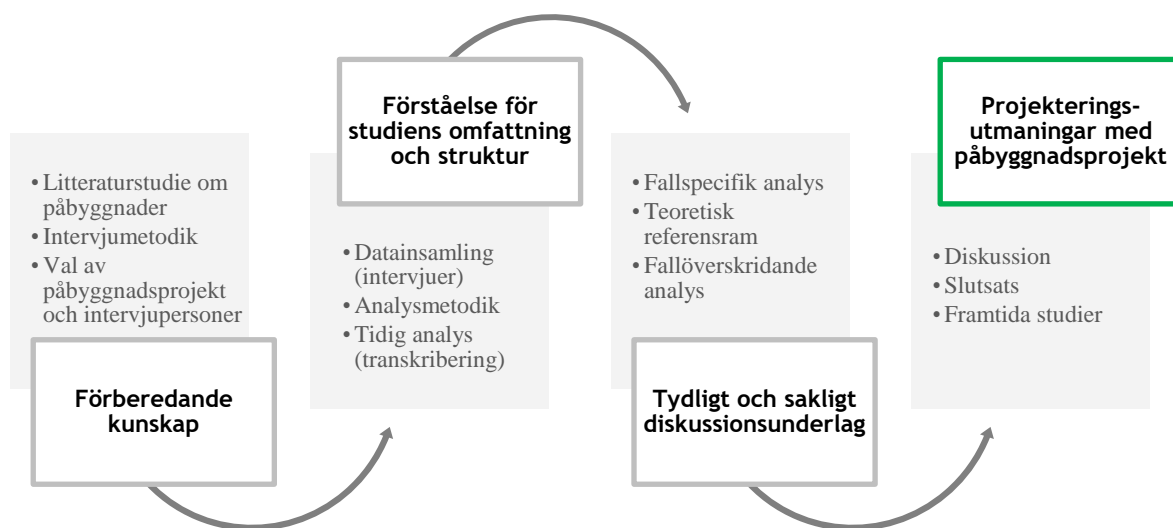 • Litteraturstudie om
påbyggnader
• Intervjumetodik
• Val av
påbyggnadsprojekt
och intervjupersoner
Förberedande
kunskap
Förståelse för
studiens omfattning
och struktur
• Datainsamling
(intervjuer)
• Analysmetodik
• Tidig analys
(transkribering)
• Fallspecifik analys
• Teoretisk
referensram
• Fallöverskridande
analys
Tydligt och sakligt
diskussionsunderlag
Projekterings-
utmaningar med
påbyggnadsprojekt
• Diskussion
• Slutsats
• Framtida studier